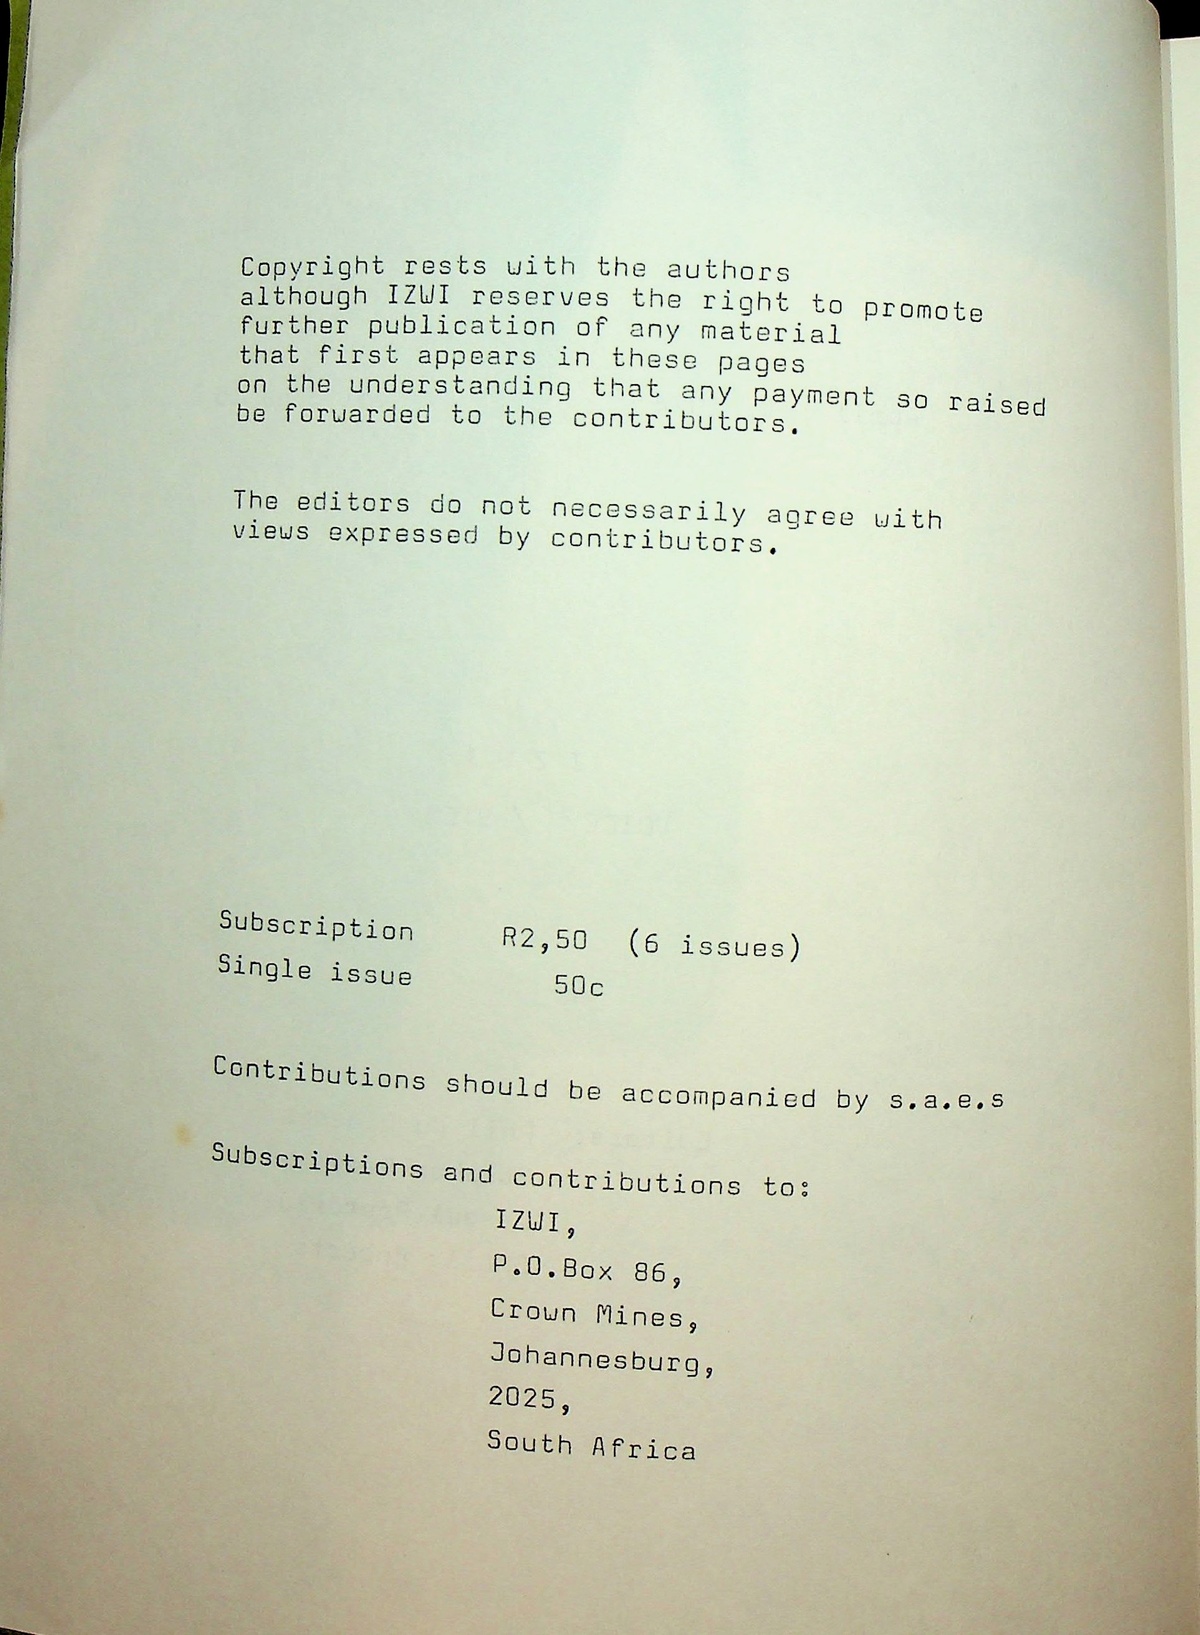 Copyright rests with the authors
although IZWI reserves the right to promote
further publication of any material
that first appears in these pages
on the understanding that any payment so raised
be forwarded to the contributors.
The editors do not necessarily agree with
views expressed by contributors.
Subscription R2,50 (6 issues)
Single issue 50c
Contributions should be accompanied by s.a.e.s
Subscriptions and contributions to:
IZWI,
P.O.Box 86,
Crown Mines,
Johannesburg,
2025,
South Africa